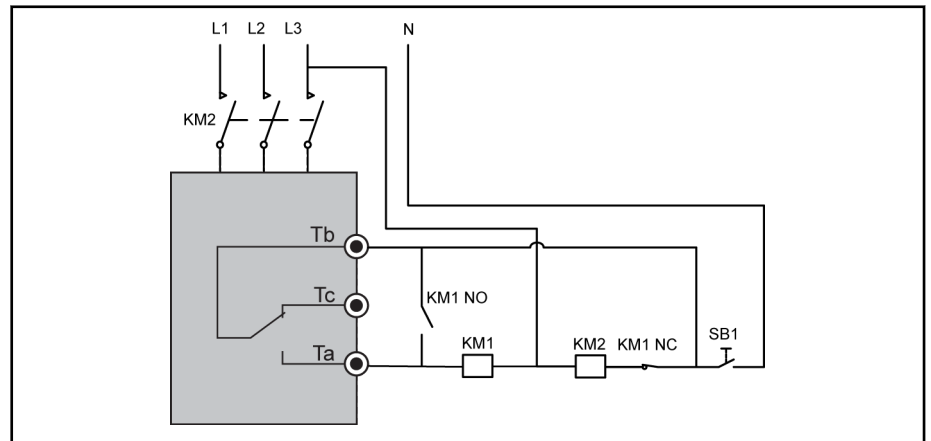 L1 L2 L3 N
KM2
Tb
Tc
KM1 NO
Ta
KM1
KM2
KM1 NC
SB1